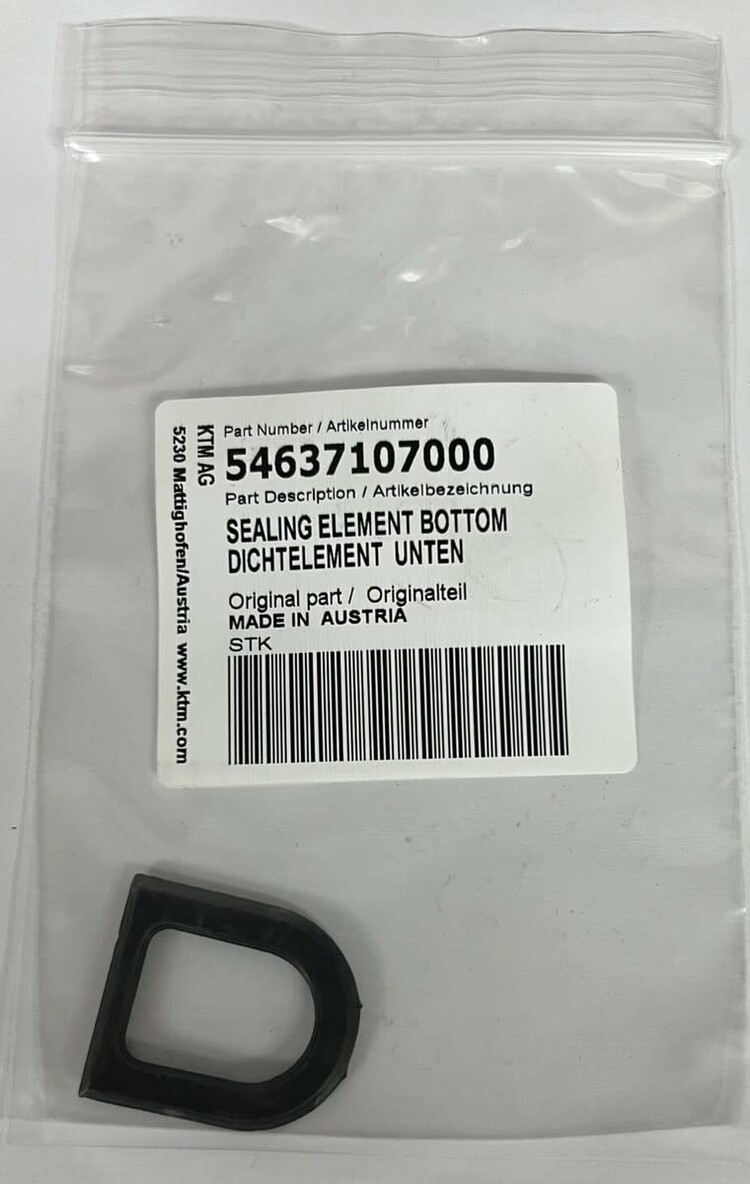 KTM AG
5230 Mattighofen/Austria www.ktm.com
Part Number / Artikelnummer
54637107000
Part Description / Artikelbezeichnung
SEALING ELEMENT BOTTOM
DICHTELEMENT UNTEN
Original part / Originalteil
MADE IN AUSTRIA
STK